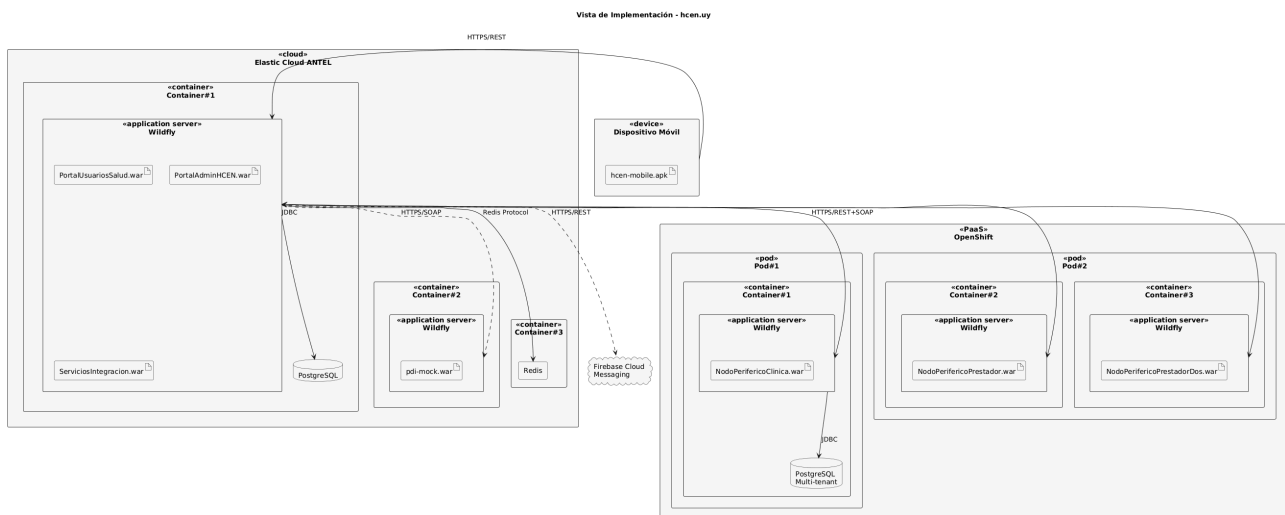 Vista de Implementación - hcen.uy
HTTPS/REST
«cloud»
Elastic Cloud ANTEL
«container»
Container#1
«application server»
Wildfly
PortalUsuariosSalud.war
PortalAdminHCEN.war
«device»
Dispositivo Móvil
hcen-mobile.apk
JDBC
HTTPS/SOAP
Redis Protocol
HTTPS/REST
HTTPS/REST+SOAP
«PaaS»
OpenShift
«pod»
Pod#1
«pod»
Pod#2
«container»
Container#2
«container»
Container#1
«container»
Container#2
«container»
Container#3
«application server»
Wildfly
«container»
Container#3
«application server»
Wildfly
«application server»
Wildfly
«application server»
Wildfly
ServiciosIntegracion.war
PostgreSQL
pdi-mock.war
Redis
Firebase Cloud
Messaging
NodoPerifericoClinica.war
NodoPerifericoPrestador.war
NodoPerifericoPrestadorDos.war
JDBC
PostgreSQL
Multi-tenant